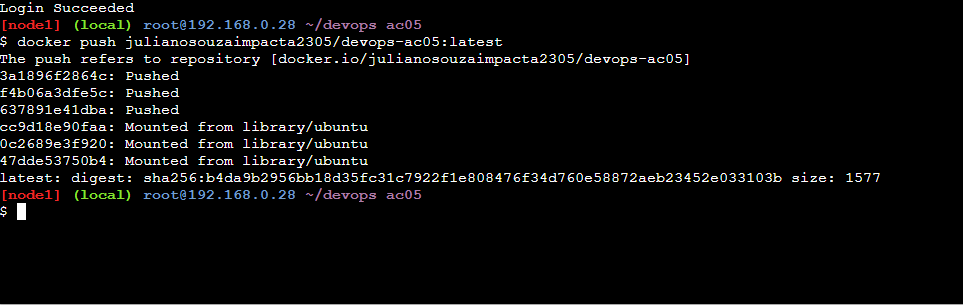 Login Succeeded
[node1] (local) root@192.168.0.28 ~/devops ac05
$ docker push julianosouzaimpacta2305/devops-ac05:latest
The push refers to repository [docker.io/julianosouzaimpacta2305/devops-ac05]
3a1896f2864c: Pushed
f4b06a3dfe5c: Pushed
637891e41dba: Pushed
cc9d18e90faa: Mounted from library/ubuntu
0c2689e3f920: Mounted from library/ubuntu
47dde53750b4: Mounted from library/ubuntu
latest: digest: sha256:b4da9b2956bb18d35fc31c7922f1e808476f34d760e58872aeb23452e033103b size: 1577
[node1] (local) root@192.168.0.28 ~/devops ac05
$